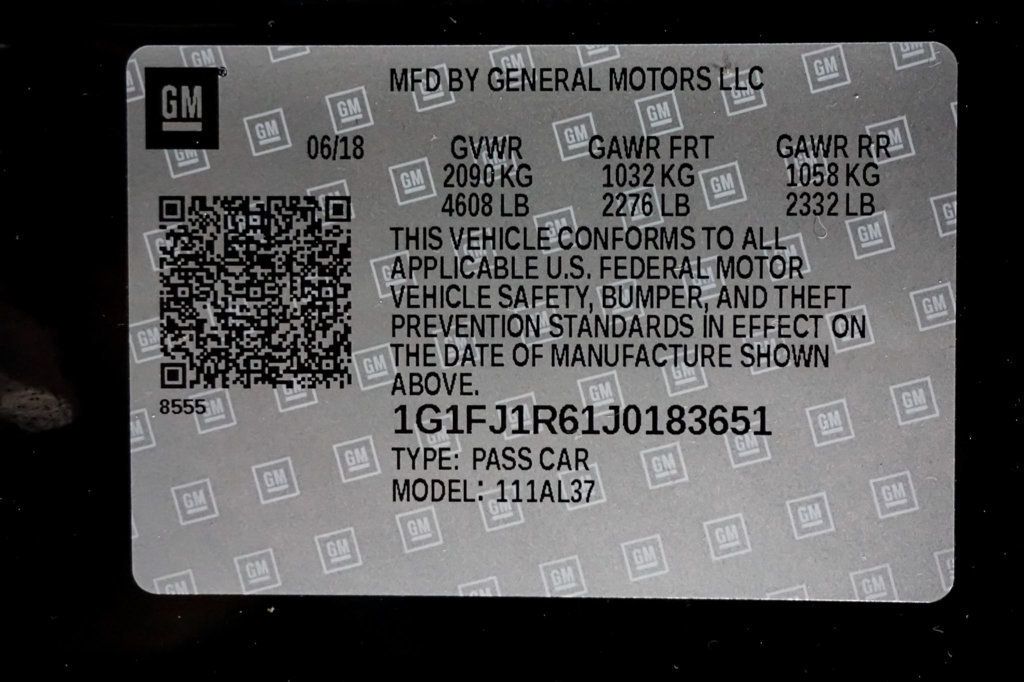 GM
MFD BY GENERAL MOTORS LLC
06/18 GVWR GAWR FRT GAWR RR
2090 KG 1032 KG 1058 KG
4608 LB 2276 LB 2332 LB
THIS VEHICLE CONFORMS TO ALL
APPLICABLE U.S. FEDERAL MOTOR
VEHICLE SAFETY, BUMPER, AND THEFT
PREVENTION STANDARDS IN EFFECT ON
THE DATE OF MANUFACTURE SHOWN
ABOVE.
8555
1G1FJ1R61J0183651
TYPE: PASS CAR
MODEL: 111AL37